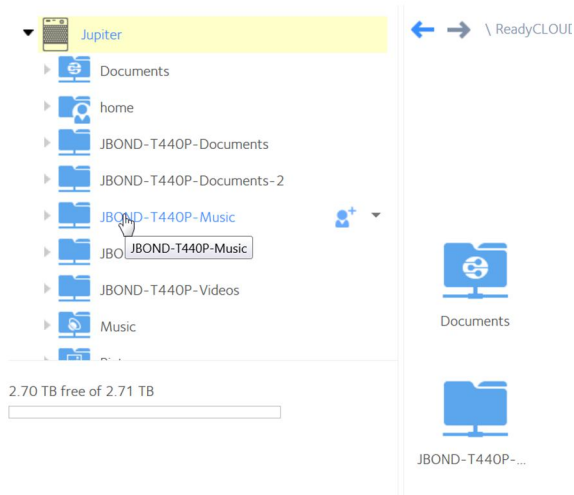 Jupiter
Documents
home
JBOND-T440P-Documents
JBOND-T440P-Documents-2
JBOND-T440P-Music
JBO
JBOND-T440P-Music
JBOND-T440P-Videos
Music
2.70 TB free of 2.71 TB
\ ReadyCLOUD
Documents
JBOND-T440P-...